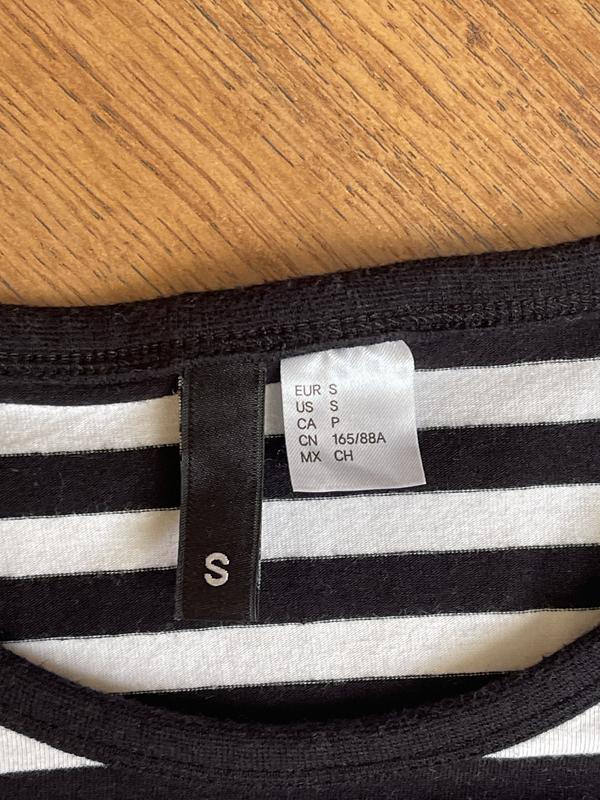 EUR S
US S
CA P
CN 165/88A
MX CH
S